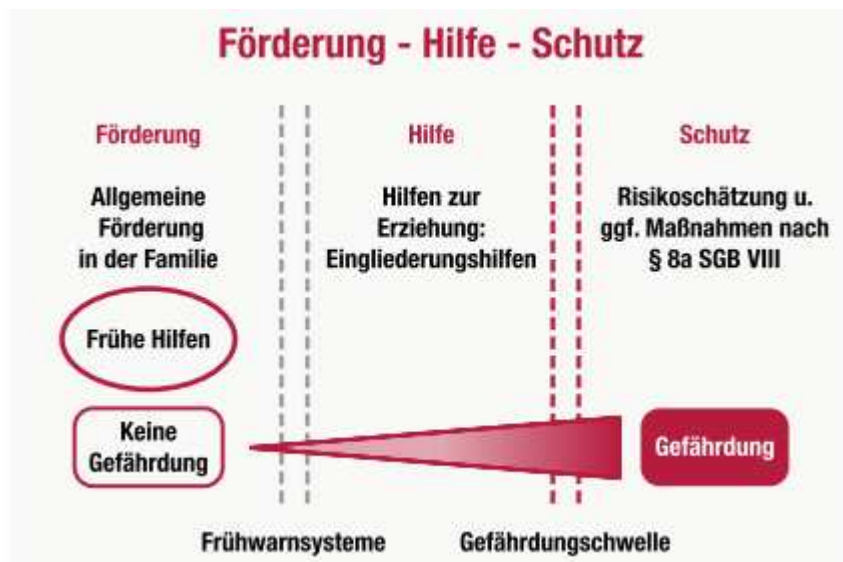 Förderung - Hilfe - Schutz
Förderung
Allgemeine
Förderung
in der Familie
Frühe Hilfen
Keine
Gefährdung
Hilfe
Hilfen zur
Erziehung:
Eingliederungshilfen
Schutz
Risikoschätzung u.
ggf. Maßnahmen nach
§ 8a SGB VIII
Gefährdung
Frühwarnsysteme
Gefährdungschwelle